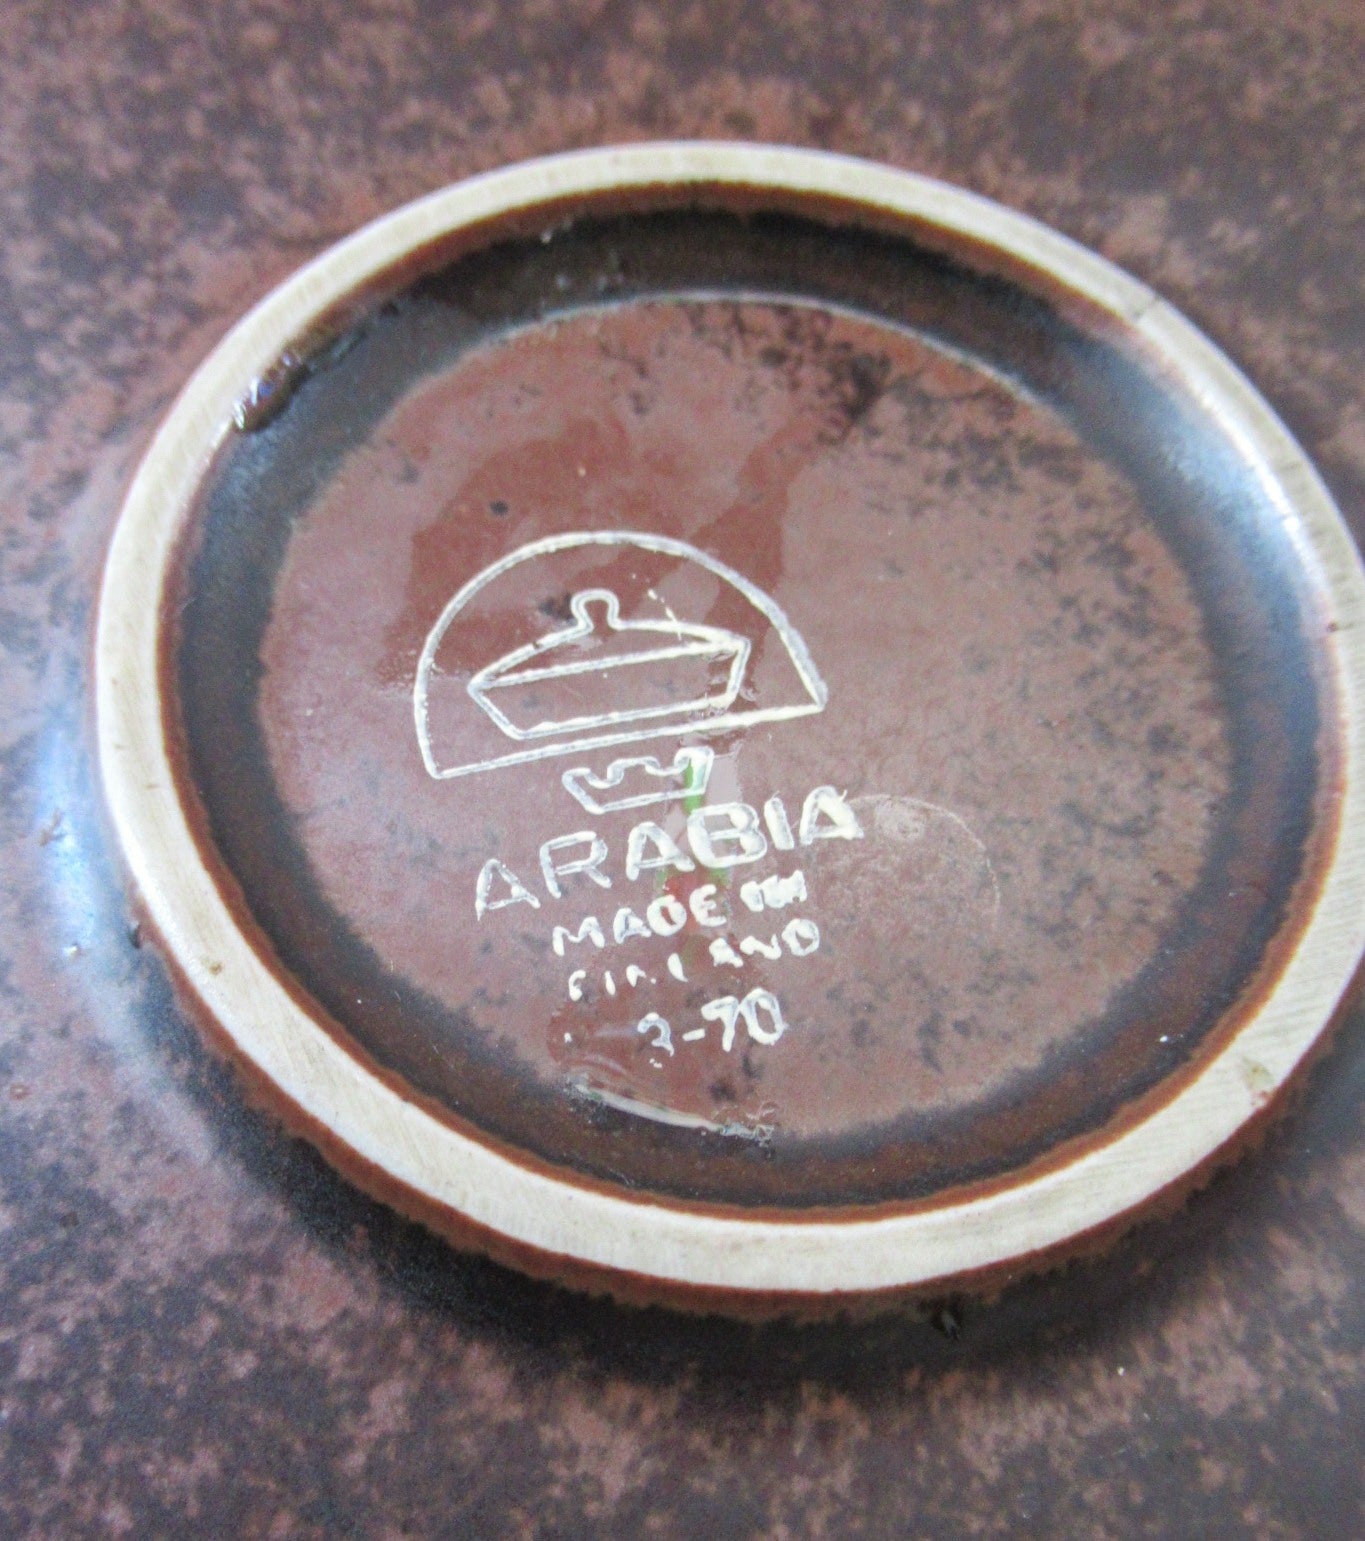 ARABIA
MADE IN
FINLAND
3-70